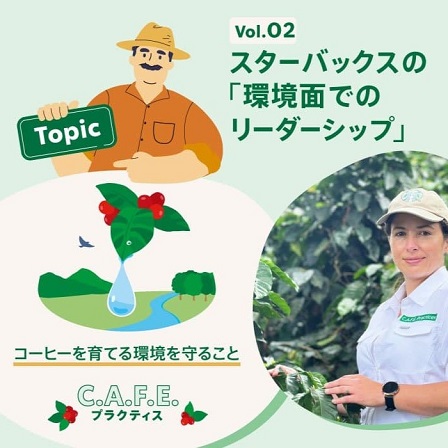 Vol.02
スターバックスの
「環境面での
リーダーシップ」
Topic
コーヒーを育てる環境を守ること
C.A.F.E.
プラクティス